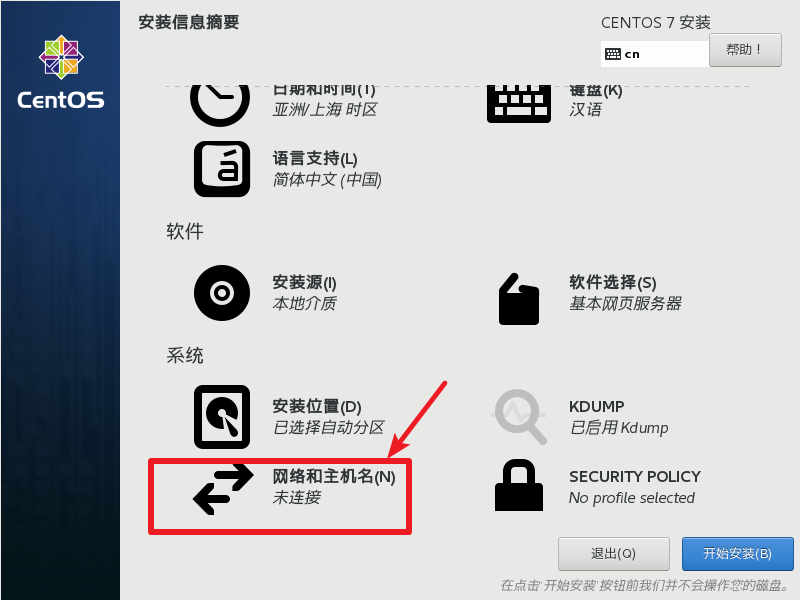 安装信息摘要
CENTOS 7 安装
cn
帮助！
CentOS
日期和时间(T)
亚洲/上海 时区
键盘(K)
汉语
语言支持(L)
简体中文 (中国)
软件
安装源(I)
本地介质
软件选择(S)
基本网页服务器
系统
安装位置(D)
已选择自动分区
KDUMP
已启用 Kdump
网络和主机名(N)
未连接
SECURITY POLICY
No profile selected
退出(Q)
开始安装(B)
在点击'开始安装'按钮前我们并不会操作您的磁盘。